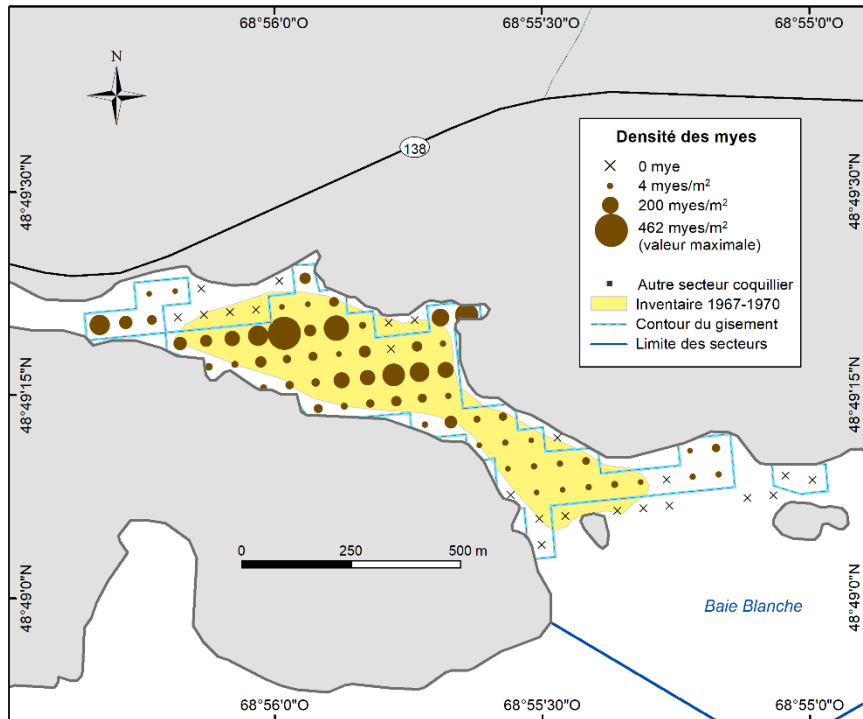 68°56'0"O 68°55'30"O 68°55'0"O
N
138
Densité des myes
0 mye
4 myes/m²
200 myes/m²
462 myes/m²
(valeur maximale)
Autre secteur coquillier
Inventaire 1967-1970
Contour du gisement
Limite des secteurs
48°49'30"N 48°49'30"N
48°49'15"N 48°49'15"N
48°49'0"N 48°49'0"N
0 250 500 m
Baie Blanche
68°56'0"O 68°55'30"O 68°55'0"O